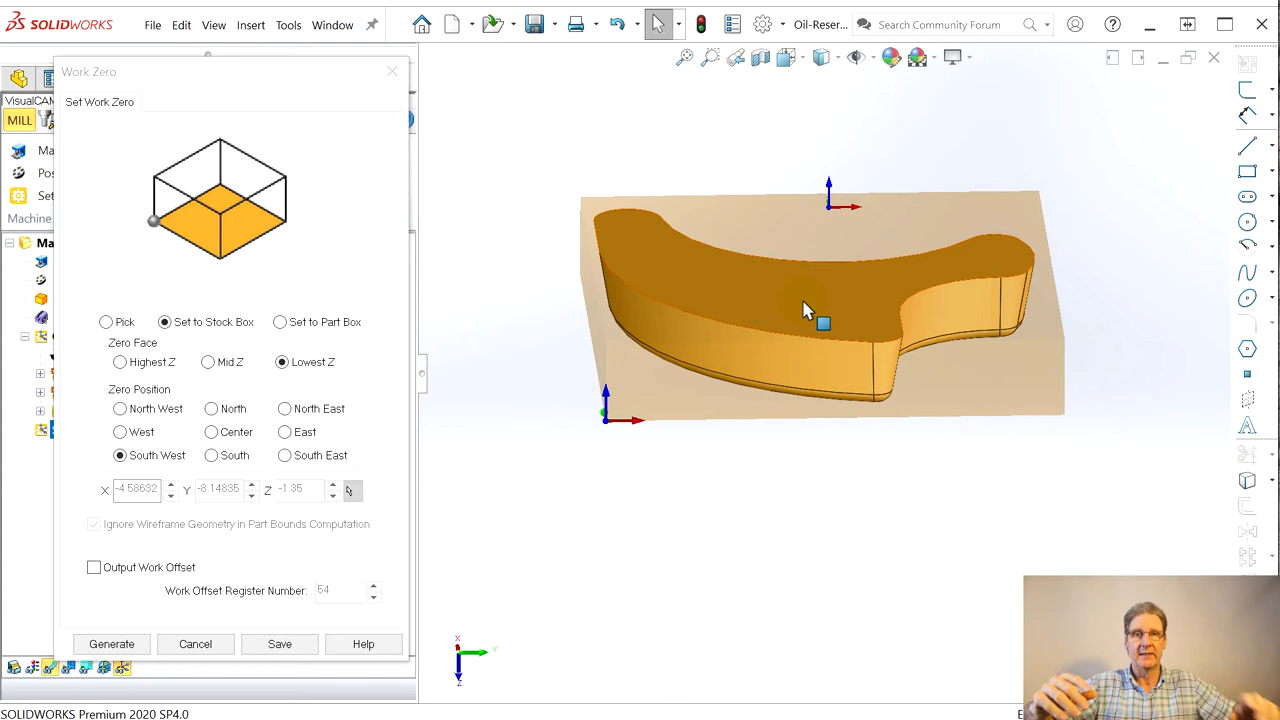 SOLIDWORKS File Edit View Insert Tools Window Oil-Reser... Search Community Forum
Work Zero
Set Work Zero
VisualCAM
MILL
Ma
Pos
Set
Machine
Ma
Pick Set to Stock Box Set to Part Box
Zero Face
Highest Z Mid Z Lowest Z
Zero Position
North West North North East
West Center East
South West South South East
X -4.58632 Y -8.14835 Z -1.35
Ignore Wireframe Geometry in Part Bounds Computation
Output Work Offset
Work Offset Register Number: 54
Generate Cancel Save Help
X
Y
Z
SOLIDWORKS Premium 2020 SP4.0